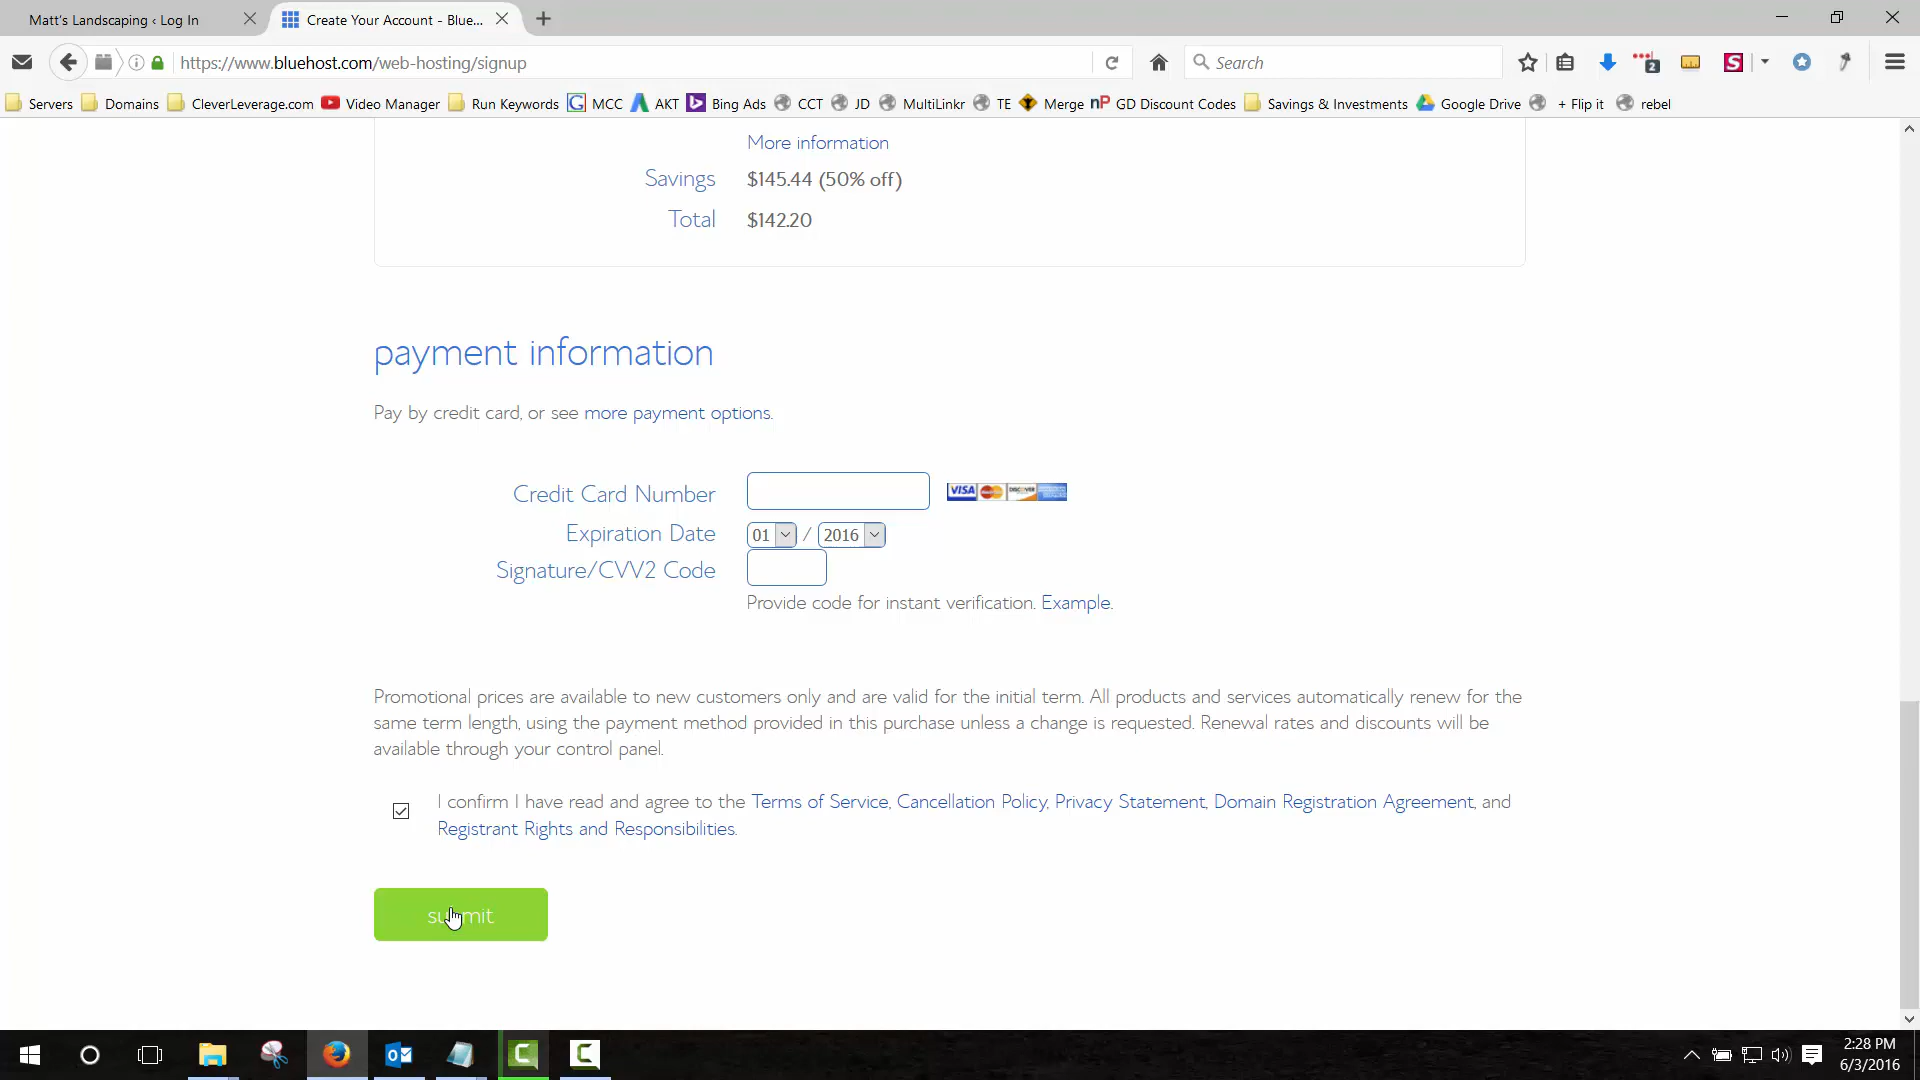 Matt's Landscaping ‹ Log In
Create Your Account - Blue...
https://www.bluehost.com/web-hosting/signup
Search
2
S
Servers Domains CleverLeverage.com Video Manager Run Keywords MCC AKT Bing Ads CCT JD MultiLinkr TE Merge GD Discount Codes Savings & Investments Google Drive + Flip it rebel
More information
Savings $145.44 (50% off)
Total $142.20
payment information
Pay by credit card, or see more payment options.
Credit Card Number VISA MasterCard DISCOVER
Expiration Date 01 / 2016
Signature/CVV2 Code
Provide code for instant verification. Example.
Promotional prices are available to new customers only and are valid for the initial term. All products and services automatically renew for the
same term length, using the payment method provided in this purchase unless a change is requested. Renewal rates and discounts will be
available through your control panel.
I confirm I have read and agree to the Terms of Service, Cancellation Policy, Privacy Statement, Domain Registration Agreement, and
Registrant Rights and Responsibilities.
submit
2:28 PM
6/3/2016